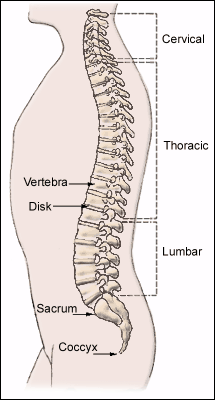 Cervical
Thoracic
Vertebra
Disk
Lumbar
Sacrum
Coccyx